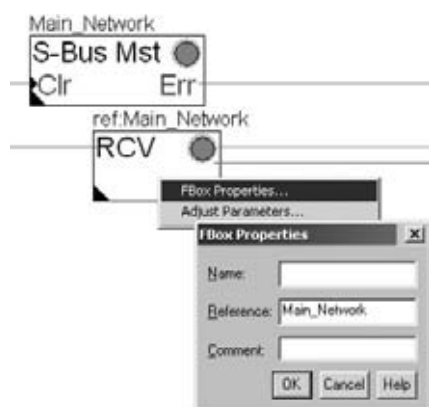 Main_Network
S-Bus Mst
Clr Err
ref:Main_Network
RCV
FBox Properties...
Adjust Parameters...
FBox Properties
Name:
Reference: Main_Network
Comment:
OK Cancel Help